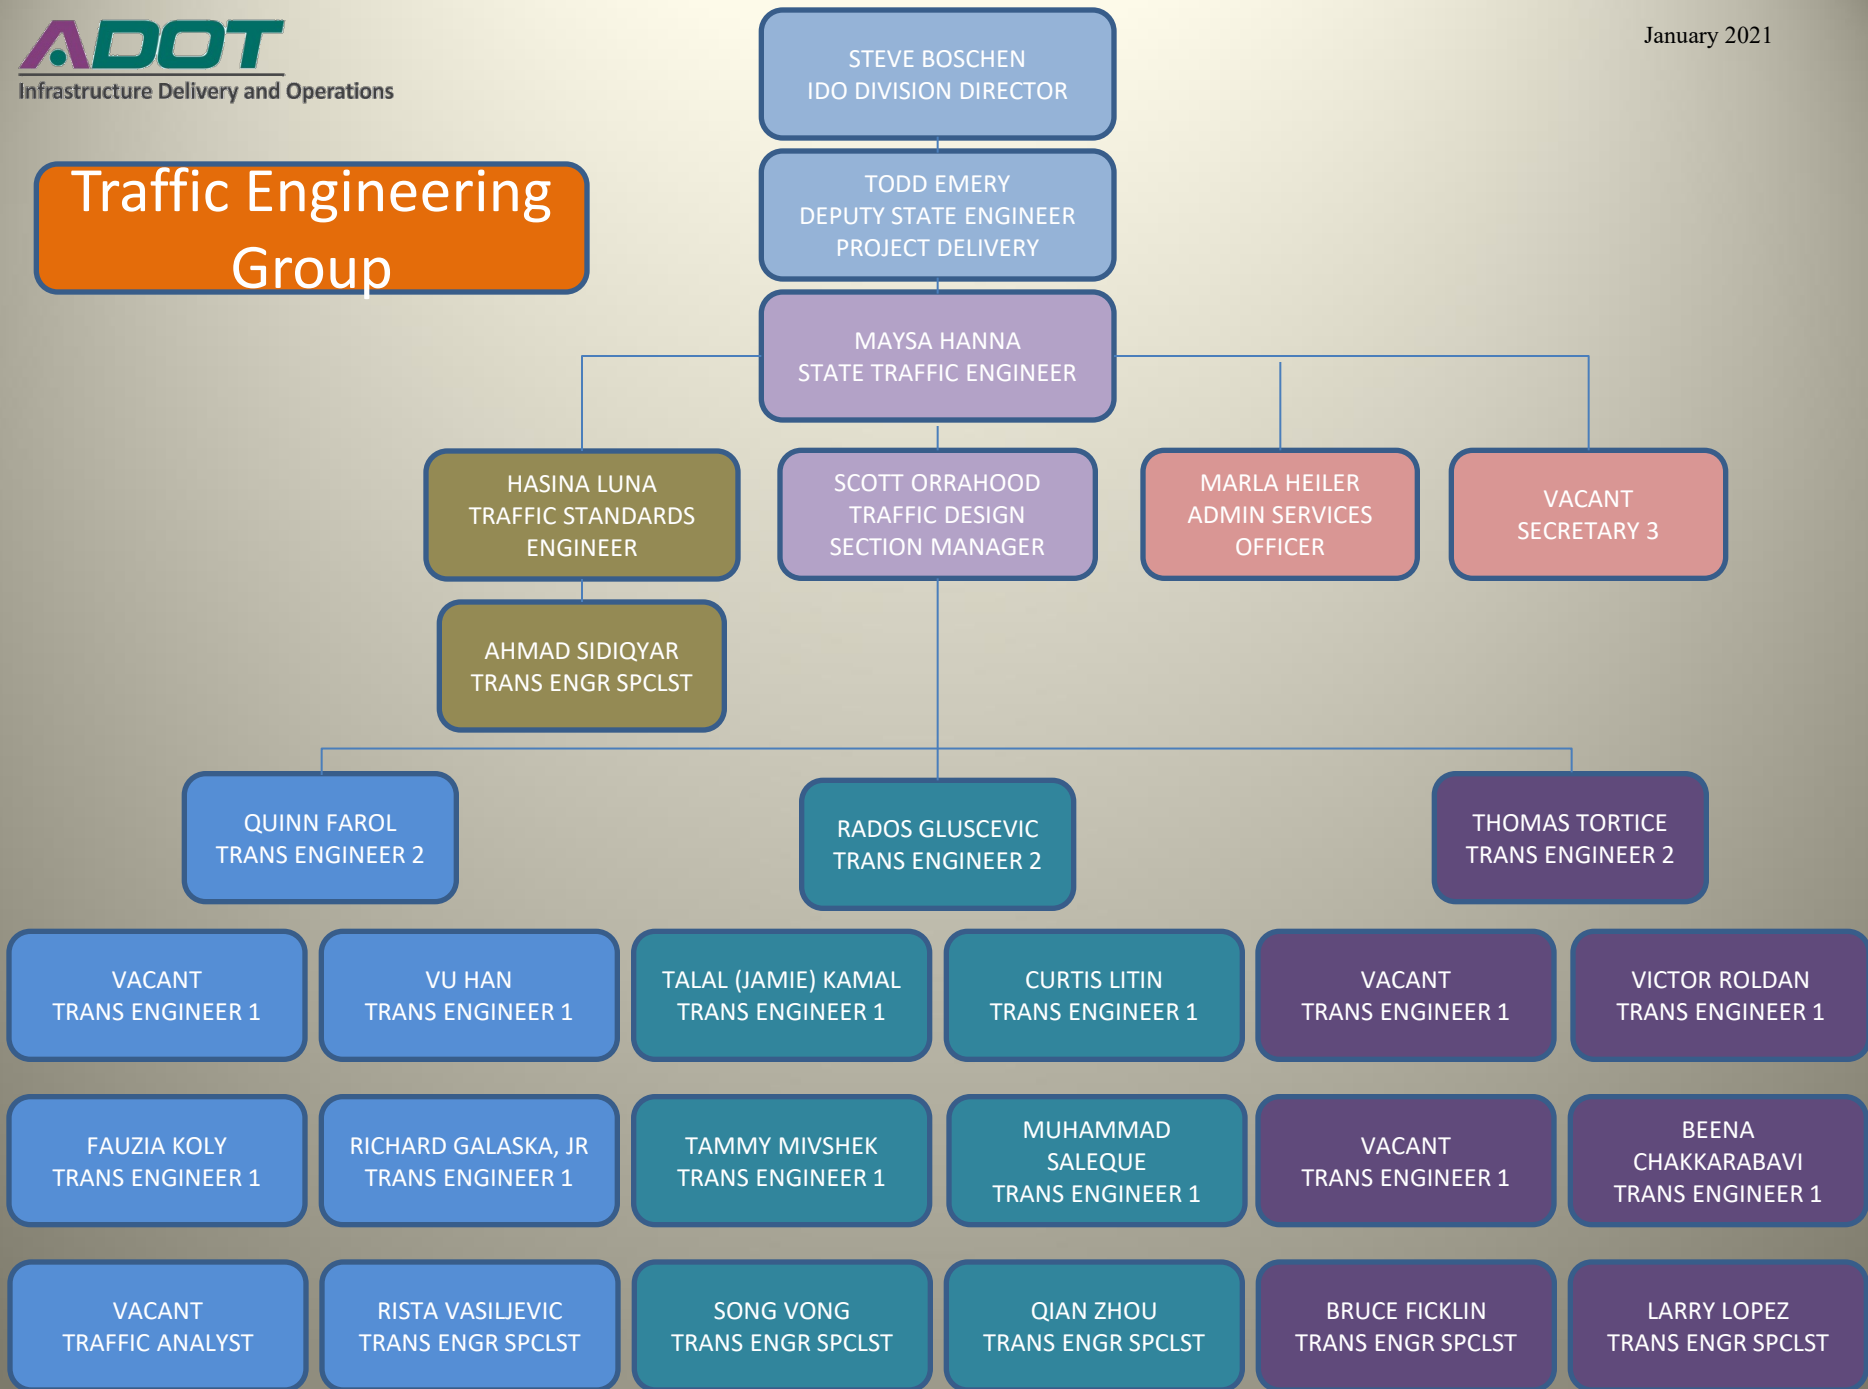 ADOT
Infrastructure Delivery and Operations
January 2021
Traffic Engineering
Group
STEVE BOSCHEN
IDO DIVISION DIRECTOR
TODD EMERY
DEPUTY STATE ENGINEER
PROJECT DELIVERY
MAYSA HANNA
STATE TRAFFIC ENGINEER
HASINA LUNA
TRAFFIC STANDARDS
ENGINEER
SCOTT ORRAHOOD
TRAFFIC DESIGN
SECTION MANAGER
MARLA HEILER
ADMIN SERVICES
OFFICER
VACANT
SECRETARY 3
AHMAD SIDIQYAR
TRANS ENGR SPCLST
QUINN FAROL
TRANS ENGINEER 2
RADOS GLUSCEVIC
TRANS ENGINEER 2
THOMAS TORTICE
TRANS ENGINEER 2
VACANT
TRANS ENGINEER 1
VU HAN
TRANS ENGINEER 1
TALAL (JAMIE) KAMAL
TRANS ENGINEER 1
CURTIS LITIN
TRANS ENGINEER 1
VACANT
TRANS ENGINEER 1
VICTOR ROLDAN
TRANS ENGINEER 1
FAUZIA KOLY
TRANS ENGINEER 1
RICHARD GALASKA, JR
TRANS ENGINEER 1
TAMMY MIVSHEK
TRANS ENGINEER 1
MUHAMMAD
SALEQUE
TRANS ENGINEER 1
VACANT
TRANS ENGINEER 1
BEENA
CHAKKARABAVI
TRANS ENGINEER 1
VACANT
TRAFFIC ANALYST
RISTA VASILJEVIC
TRANS ENGR SPCLST
SONG VONG
TRANS ENGR SPCLST
QIAN ZHOU
TRANS ENGR SPCLST
BRUCE FICKLIN
TRANS ENGR SPCLST
LARRY LOPEZ
TRANS ENGR SPCLST